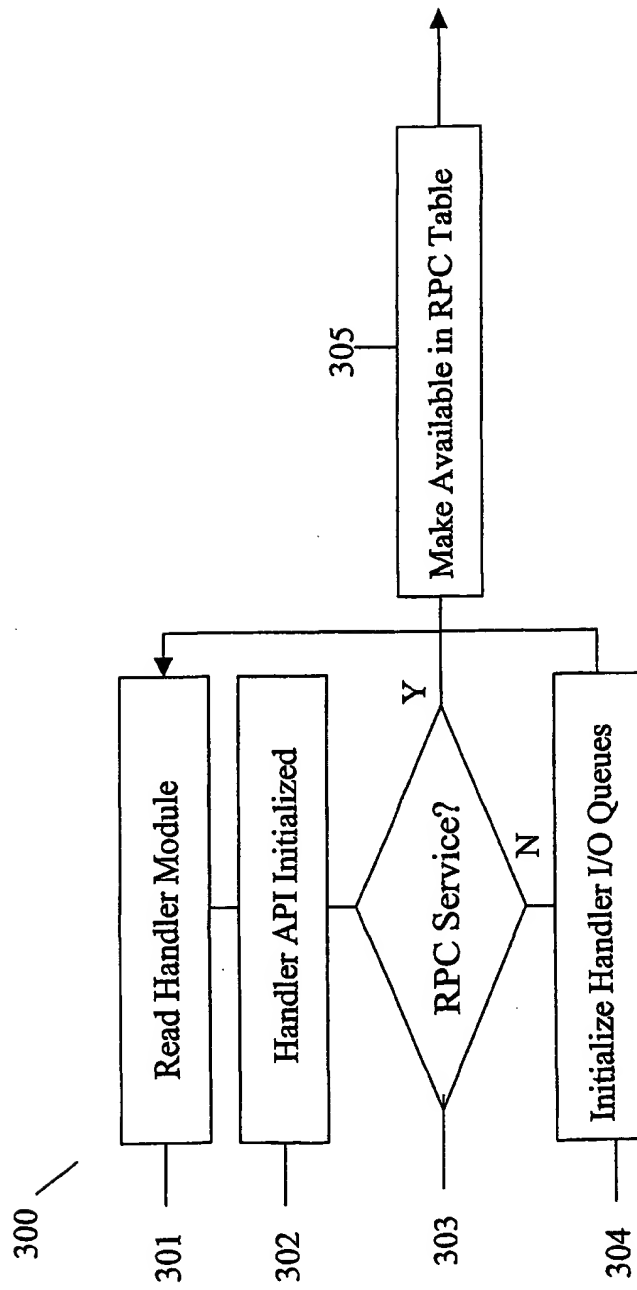 300
301
Read Handler Module
302
Handler API Initialized
303
RPC Service?
Y
N
304
Initialize Handler I/O Queues
305
Make Available in RPC Table